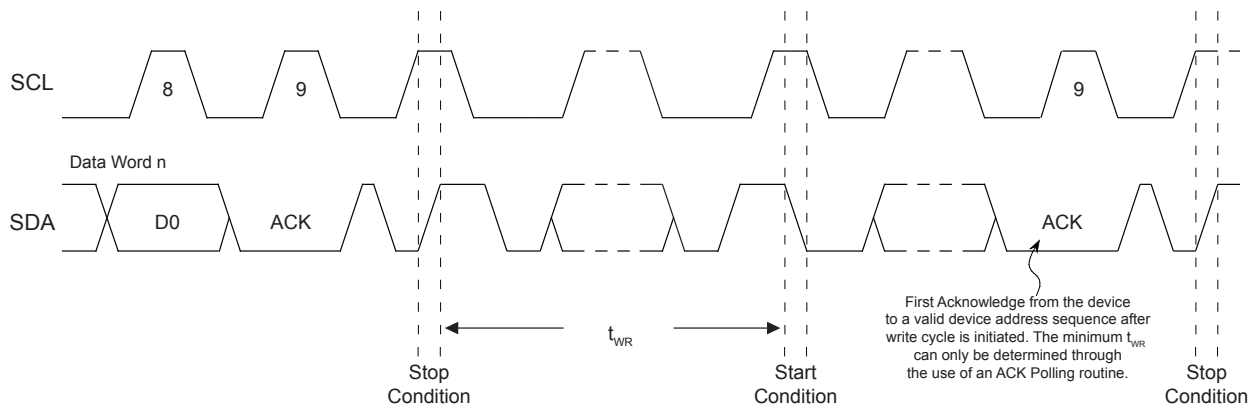 SCL
8
9
9
Data Word n
SDA
D0
ACK
ACK
First Acknowledge from the device
to a valid device address sequence after
write cycle is initiated. The minimum tWR
can only be determined through
the use of an ACK Polling routine.
tWR
Stop
Condition
Start
Condition
Stop
Condition